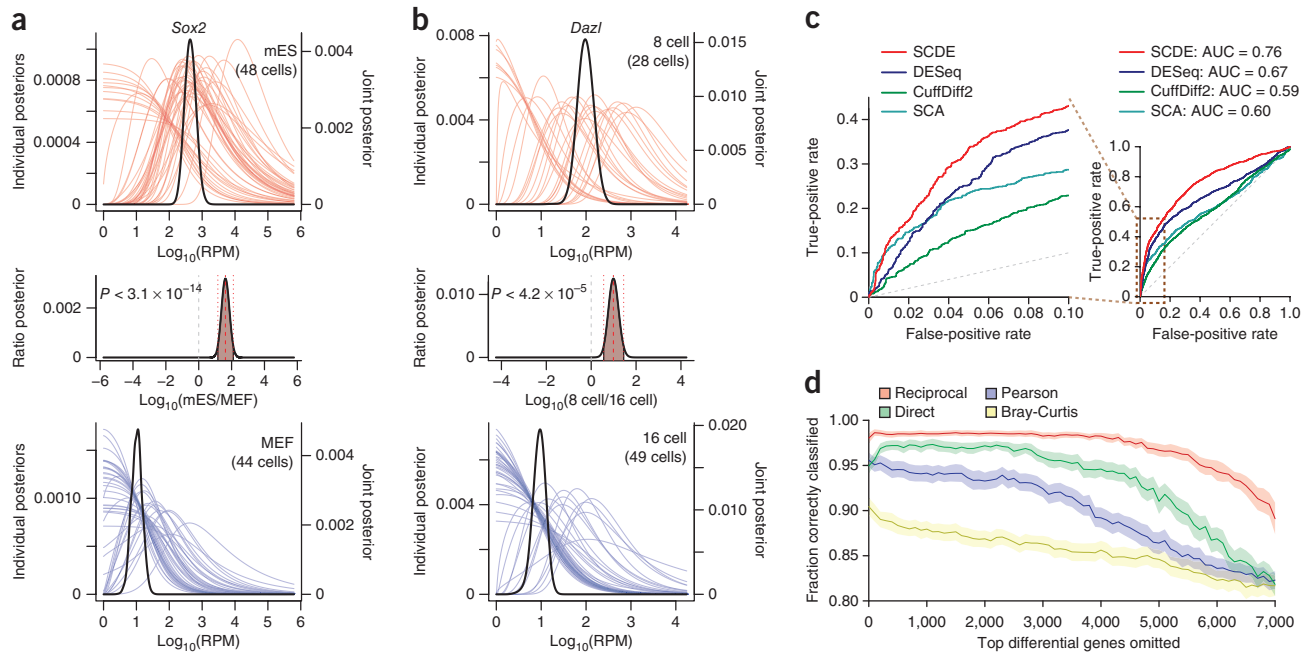 a
Sox2
mES
(48 cells)
Individual posteriors
0.0008
0.0004
0
Joint posterior
0.004
0.002
0
0 1 2 3 4 5 6
Log10(RPM)
P < 3.1 × 10−14
Ratio posterior
0.002
0
−6 −4 −2 0 2 4 6
Log10(mES/MEF)
MEF
(44 cells)
Individual posteriors
0.0010
0
Joint posterior
0.004
0.002
0
0 1 2 3 4 5 6
Log10(RPM)
b
Dazl
8 cell
(28 cells)
Individual posteriors
0.008
0.004
0
Joint posterior
0.015
0.010
0.005
0
0 1 2 3 4
Log10(RPM)
P < 4.2 × 10−5
Ratio posterior
0.010
0
−4 −2 0 2 4
Log10(8 cell/16 cell)
16 cell
(49 cells)
Individual posteriors
0.004
0
Joint posterior
0.020
0.010
0
0 1 2 3 4
Log10(RPM)
c
SCDE
DESeq
CuffDiff2
SCA
True-positive rate
0.4
0.3
0.2
0.1
0
0 0.02 0.04 0.06 0.08 0.10
False-positive rate
SCDE: AUC = 0.76
DESeq: AUC = 0.67
CuffDiff2: AUC = 0.59
SCA: AUC = 0.60
True-positive rate
1.0
0.8
0.6
0.4
0.2
0
0 0.2 0.4 0.6 0.8 1.0
False-positive rate
d
Reciprocal Pearson
Direct Bray-Curtis
Fraction correctly classified
1.00
0.95
0.90
0.85
0.80
0 1,000 2,000 3,000 4,000 5,000 6,000 7,000
Top differential genes omitted